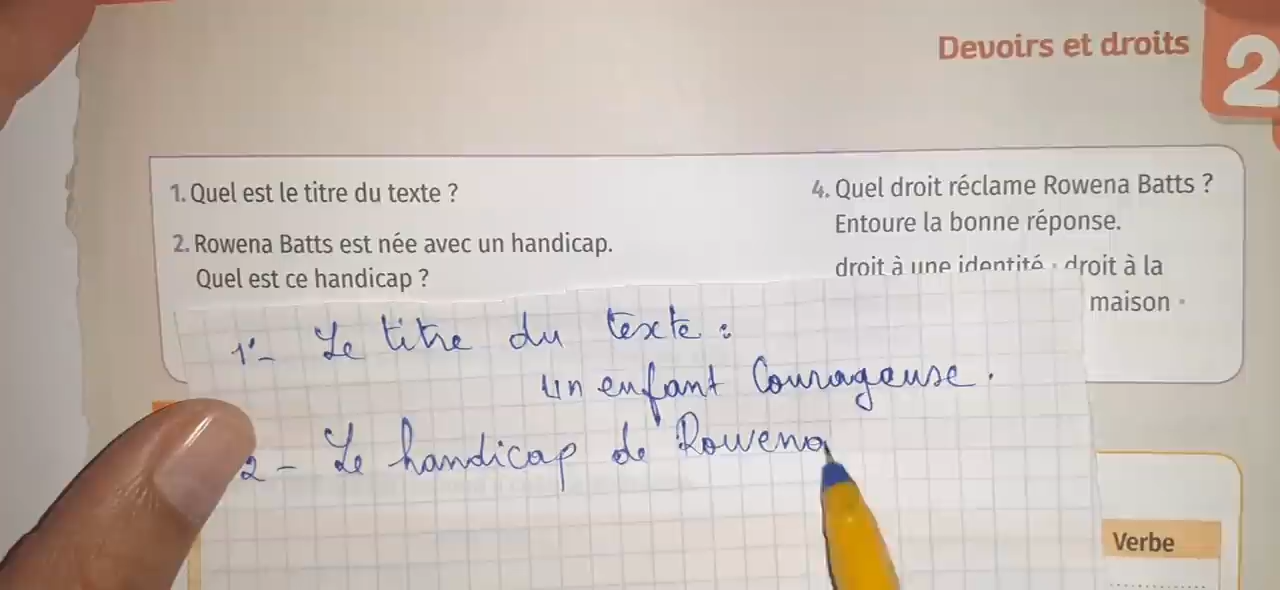 Devoirs et droits
2
1. Quel est le titre du texte ?
2. Rowena Batts est née avec un handicap.
Quel est ce handicap ?
4. Quel droit réclame Rowena Batts ?
Entoure la bonne réponse.
droit à une identité · droit à la
maison ·
1'- Le titre du texte :
un enfant Courageuse.
2 - Le handicap de Rowena
Verbe